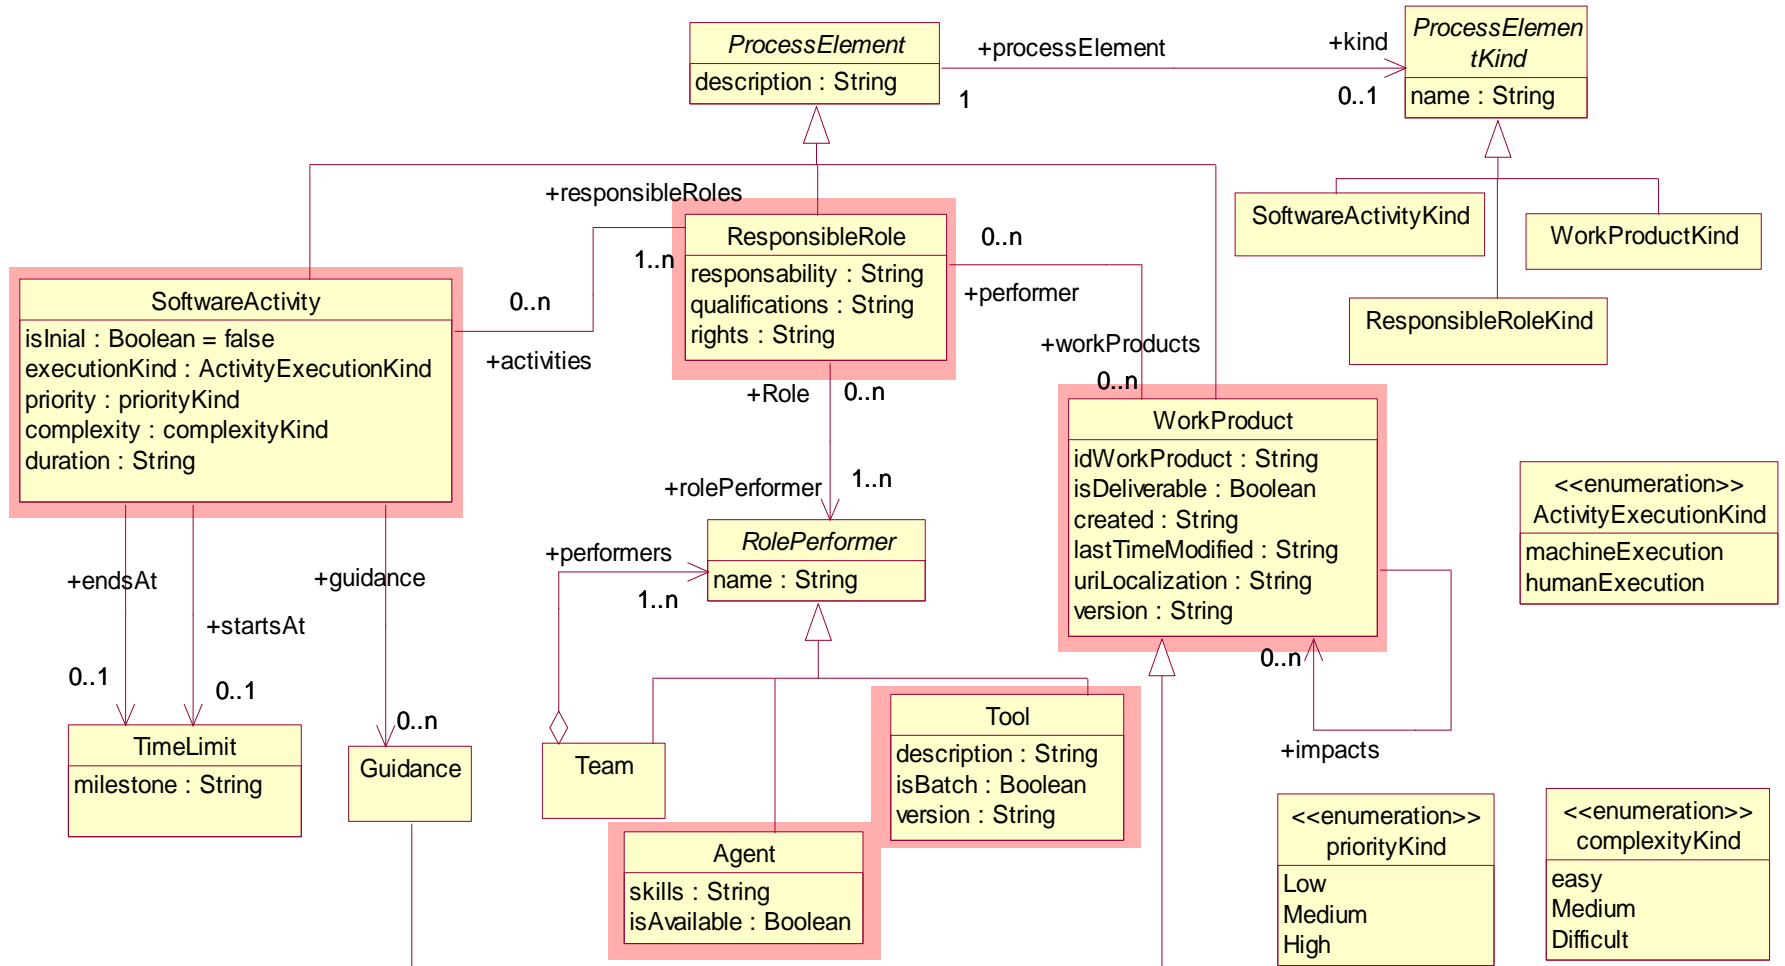 ProcessElement
description : String
+processElement
1
+kind
0..1
ProcessElemen
tKind
name : String
SoftwareActivityKind
WorkProductKind
ResponsibleRoleKind
+responsibleRoles
1..n
0..n
+activities
ResponsibleRole
responsability : String
qualifications : String
rights : String
0..n
+performer
+workProducts
0..n
SoftwareActivity
isInial : Boolean = false
executionKind : ActivityExecutionKind
priority : priorityKind
complexity : complexityKind
duration : String
+Role
0..n
+rolePerformer
1..n
WorkProduct
idWorkProduct : String
isDeliverable : Boolean
created : String
lastTimeModified : String
uriLocalization : String
version : String
<<enumeration>>
ActivityExecutionKind
machineExecution
humanExecution
RolePerformer
name : String
+performers
1..n
+endsAt
0..1
+startsAt
0..1
+guidance
0..n
0..n
+impacts
TimeLimit
milestone : String
Guidance
Team
Tool
description : String
isBatch : Boolean
version : String
Agent
skills : String
isAvailable : Boolean
<<enumeration>>
priorityKind
Low
Medium
High
<<enumeration>>
complexityKind
easy
Medium
Difficult